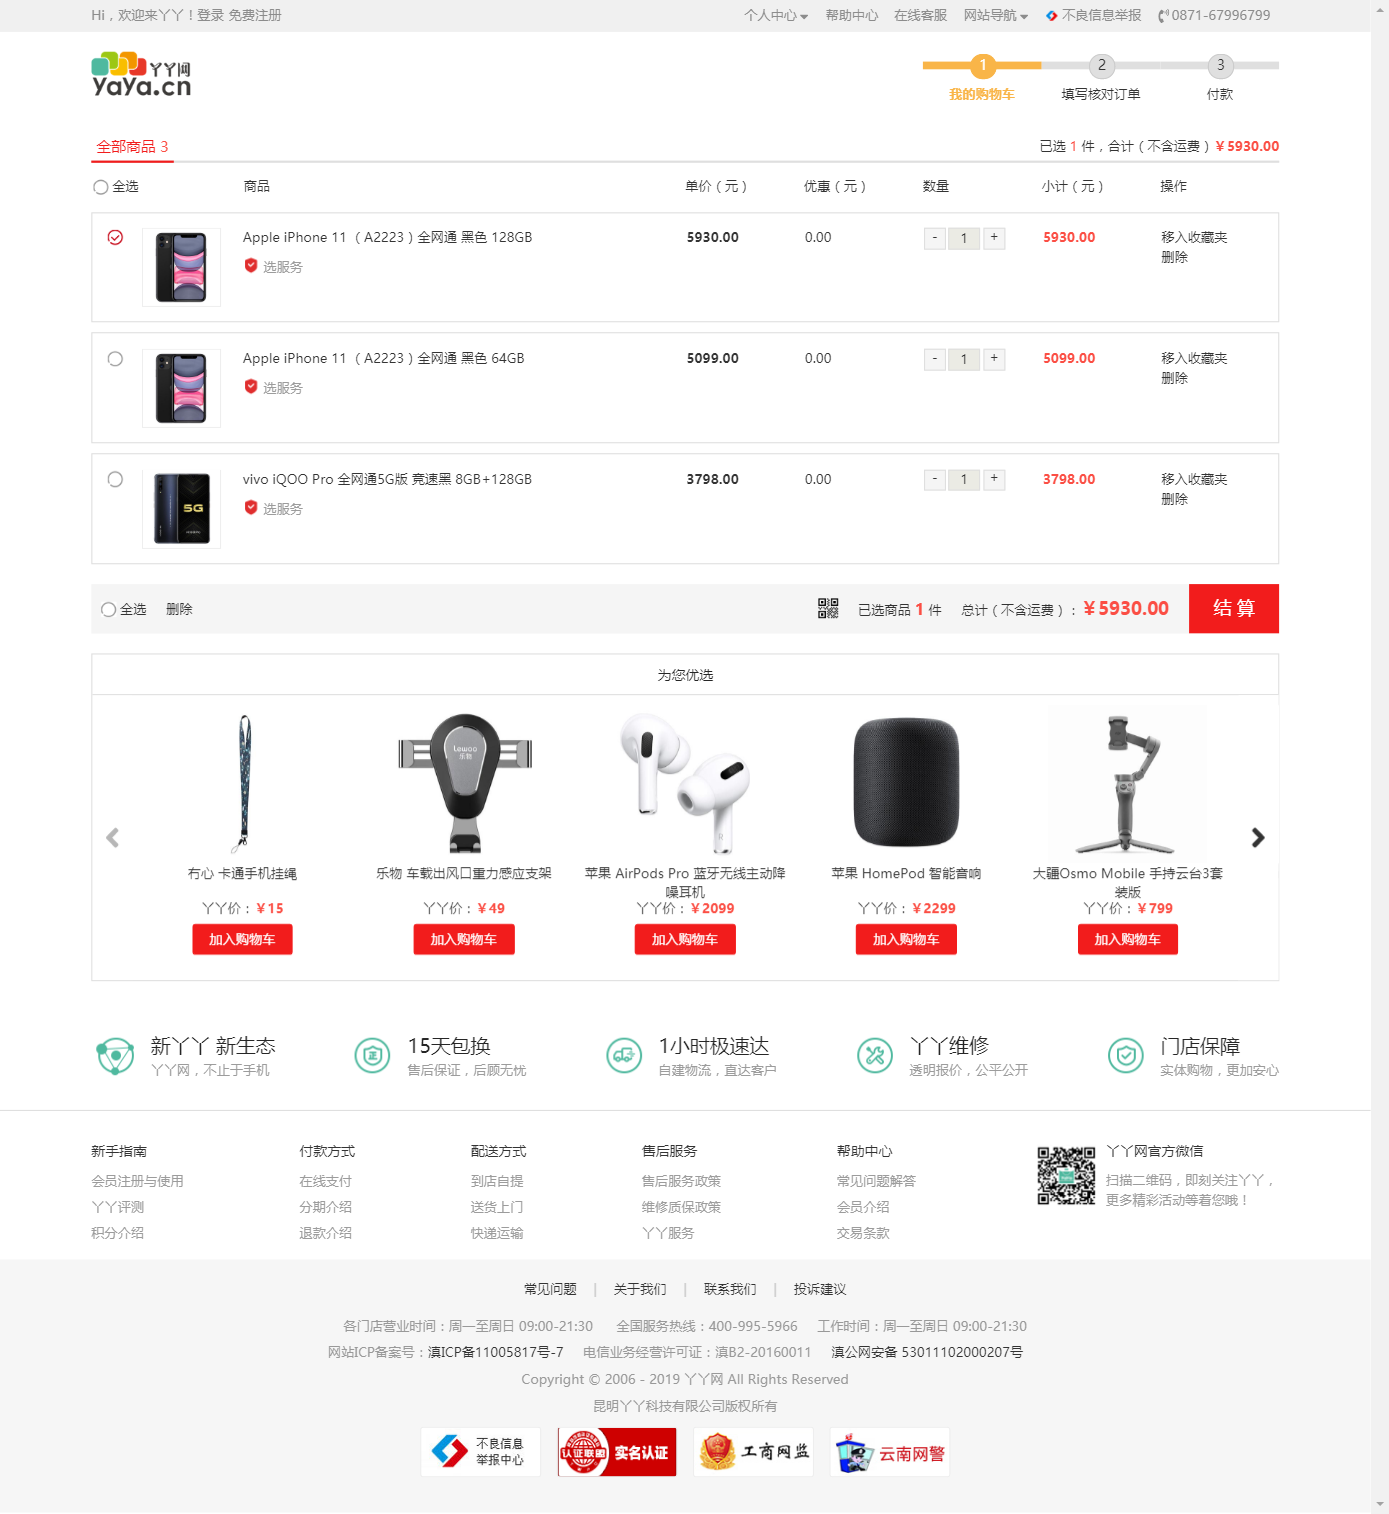 Hi，欢迎来丫丫！登录 免费注册
个人中心 帮助中心 在线客服 网站导航 不良信息举报 0871-67996799
丫丫网
YaYa.cn
1 2 3
我的购物车 填写核对订单 付款
全部商品 3
已选 1 件，合计（不含运费）￥5930.00
全选 商品 单价（元） 优惠（元） 数量 小计（元） 操作
Apple iPhone 11 （A2223）全网通 黑色 128GB 5930.00 0.00 - 1 + 5930.00 移入收藏夹
选服务 删除
Apple iPhone 11 （A2223）全网通 黑色 64GB 5099.00 0.00 - 1 + 5099.00 移入收藏夹
选服务 删除
vivo iQOO Pro 全网通5G版 竞速黑 8GB+128GB 3798.00 0.00 - 1 + 3798.00 移入收藏夹
5G
选服务 删除
全选 删除 已选商品 1 件 总计（不含运费）：￥5930.00 结 算
为您优选
Lewoo
乐物
冇心 卡通手机挂绳
丫丫价：￥15
加入购物车
乐物 车载出风口重力感应支架
丫丫价：￥49
加入购物车
苹果 AirPods Pro 蓝牙无线主动降
噪耳机
丫丫价：￥2099
加入购物车
苹果 HomePod 智能音响
丫丫价：￥2299
加入购物车
大疆Osmo Mobile 手持云台3套
装版
丫丫价：￥799
加入购物车
新丫丫 新生态
丫丫网，不止于手机
正
15天包换
售后保证，后顾无忧
1小时极速达
自建物流，直达客户
丫丫维修
透明报价，公平公开
门店保障
实体购物，更加安心
新手指南
会员注册与使用
丫丫评测
积分介绍
付款方式
在线支付
分期介绍
退款介绍
配送方式
到店自提
送货上门
快递运输
售后服务
售后服务政策
维修质保政策
丫丫服务
帮助中心
常见问题解答
会员介绍
交易条款
丫丫网官方微信
扫描二维码，即刻关注丫丫，
更多精彩活动等着您哦！
常见问题 | 关于我们 | 联系我们 | 投诉建议
各门店营业时间：周一至周日 09:00-21:30 全国服务热线：400-995-5966 工作时间：周一至周日 09:00-21:30
网站ICP备案号：滇ICP备11005817号-7 电信业务经营许可证：滇B2-20160011 滇公网安备 53011102000207号
Copyright © 2006 - 2019 丫丫网 All Rights Reserved
昆明丫丫科技有限公司版权所有
不良信息
举报中心
认证联盟 实名认证
工商网监
云南网警